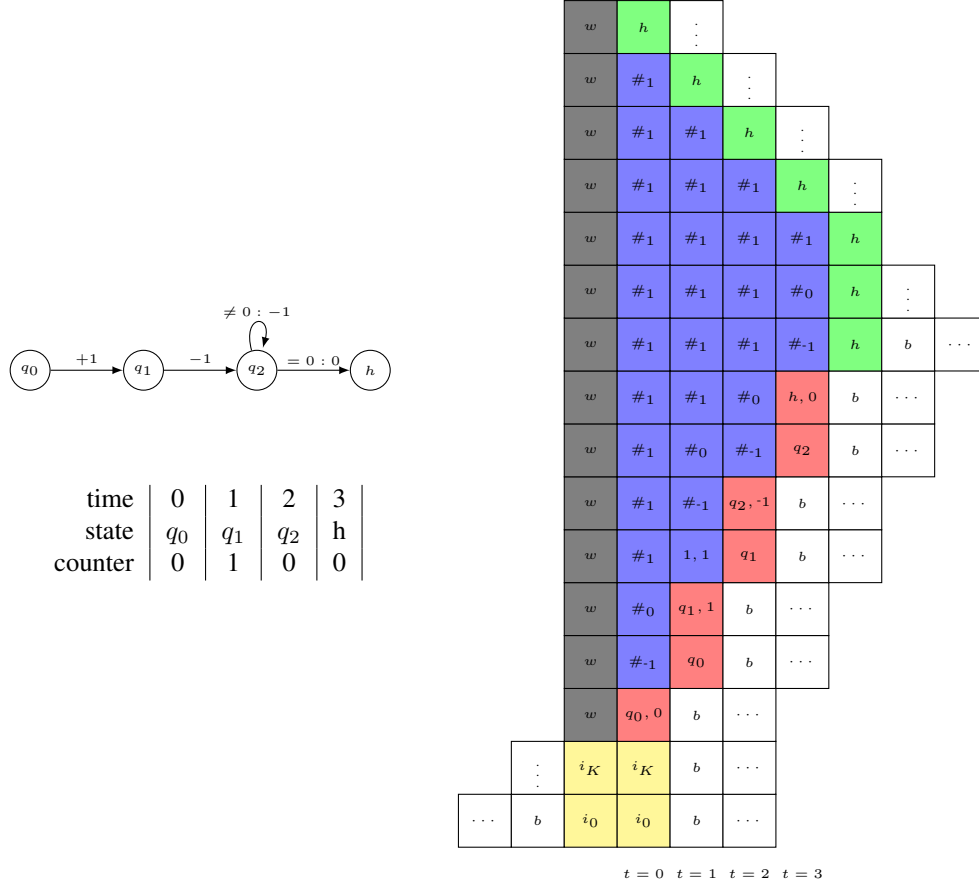 ≠ 0 : −1
q0 +1 q1 −1 q2 = 0 : 0 h
time 0 1 2 3
state q0 q1 q2 h
counter 0 1 0 0
w h ⋮
w #1 h ⋮
w #1 #1 h ⋮
w #1 #1 #1 h ⋮
w #1 #1 #1 #1 h
w #1 #1 #1 #0 h ⋮
w #1 #1 #1 #-1 h b ···
w #1 #1 #0 h, 0 b ···
w #1 #0 #-1 q2 b ···
w #1 #-1 q2, -1 b ···
w #1 1, 1 q1 b ···
w #0 q1, 1 b ···
w #-1 q0 b ···
w q0, 0 b ···
⋮ iK iK b ···
··· b i0 i0 b ···
t = 0 t = 1 t = 2 t = 3